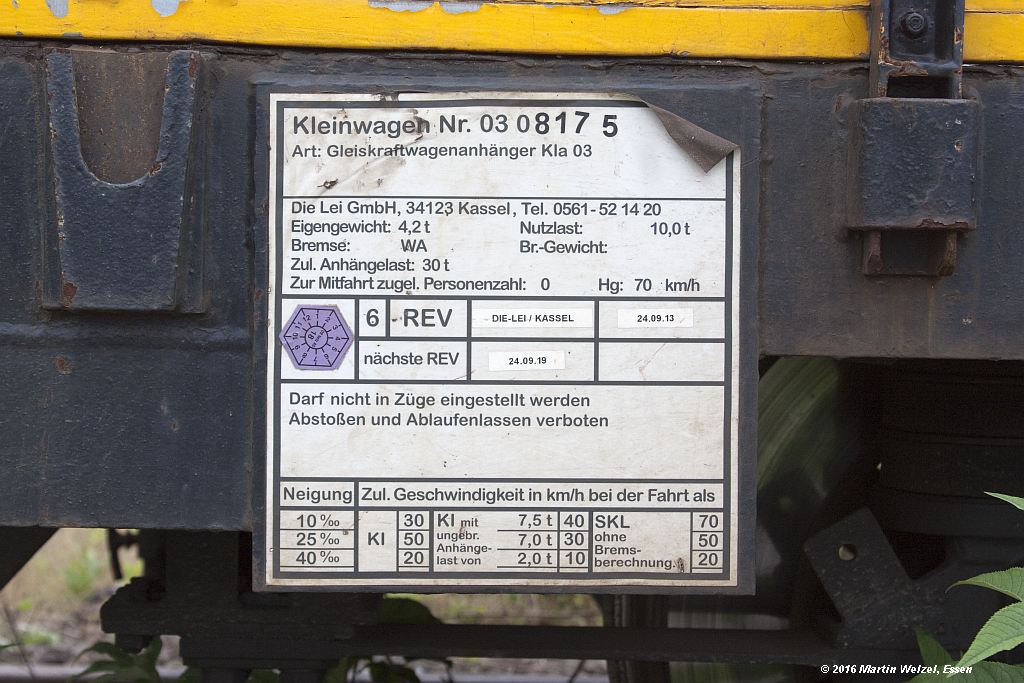 Kleinwagen Nr. 03 0817 5
Art: Gleiskraftwagenanhänger Kla 03
Die Lei GmbH, 34123 Kassel, Tel. 0561-52 14 20
Eigengewicht: 4,2 t Nutzlast: 10,0 t
Bremse: WA Br.-Gewicht:
Zul. Anhängelast: 30 t
Zur Mitfahrt zugel. Personenzahl: 0 Hg: 70 km/h
6 REV DIE-LEI / KASSEL 24.09.13
nächste REV 24.09.19
Darf nicht in Züge eingestellt werden
Abstoßen und Ablaufenlassen verboten
Neigung Zul. Geschwindigkeit in km/h bei der Fahrt als
10 ‰ Kl 30 Kl mit 7,5 t 40 SKL 70
25 ‰ 50 ungebr. Anhänge- 7,0 t 30 ohne Brems- 50
40 ‰ 20 last von 2,0 t 10 berechnung. 20
© 2016 Martin Welzel, Essen